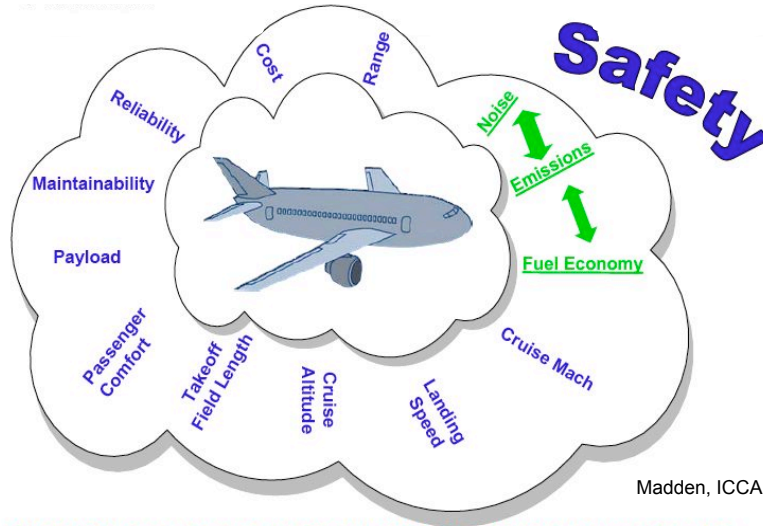 Safety
Cost
Range
Noise
Reliability
Emissions
Maintainability
Payload
Fuel Economy
Passenger
Comfort
Takeoff
Field Length
Cruise
Altitude
Landing
Speed
Cruise Mach
Madden, ICCA